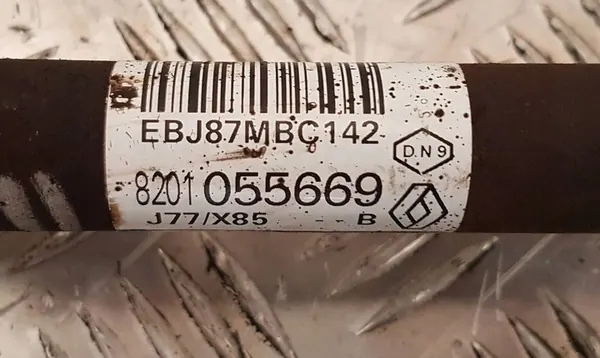 EBJ87MBC142
D.N 9
8201 055669
J77/X85 -- B